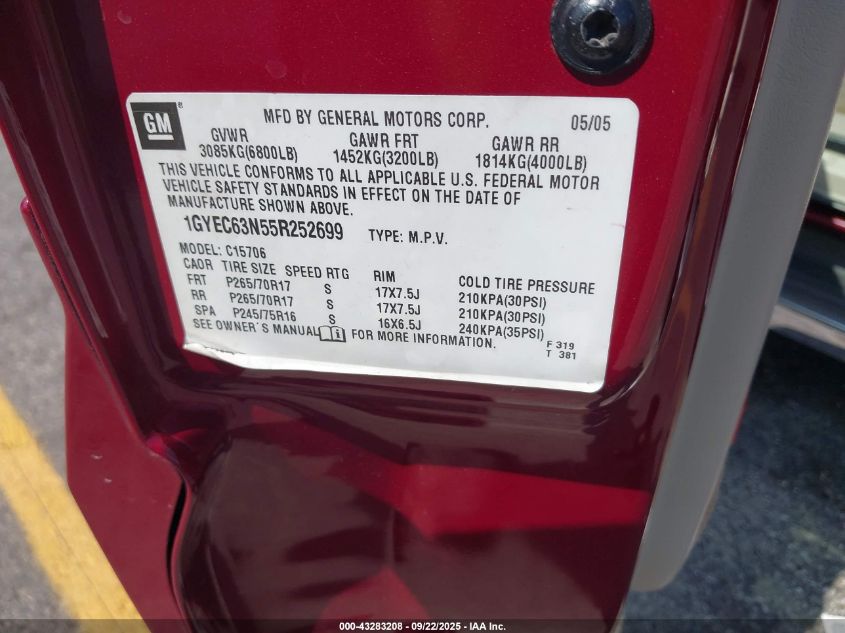 GM®
MFD BY GENERAL MOTORS CORP. 05/05
GVWR GAWR FRT GAWR RR
3085KG(6800LB) 1452KG(3200LB) 1814KG(4000LB)
THIS VEHICLE CONFORMS TO ALL APPLICABLE U.S. FEDERAL MOTOR
VEHICLE SAFETY STANDARDS IN EFFECT ON THE DATE OF
MANUFACTURE SHOWN ABOVE.
1GYEC63N55R252699 TYPE: M.P.V.
MODEL: C15706
CAOR TIRE SIZE SPEED RTG RIM COLD TIRE PRESSURE
FRT P265/70R17 S 17X7.5J 210KPA(30PSI)
RR P265/70R17 S 17X7.5J 210KPA(30PSI)
SPA P245/75R16 S 16X6.5J 240KPA(35PSI)
SEE OWNER'S MANUAL FOR MORE INFORMATION.
F 319
T 381
000-43283208 - 09/22/2025 - IAA Inc.